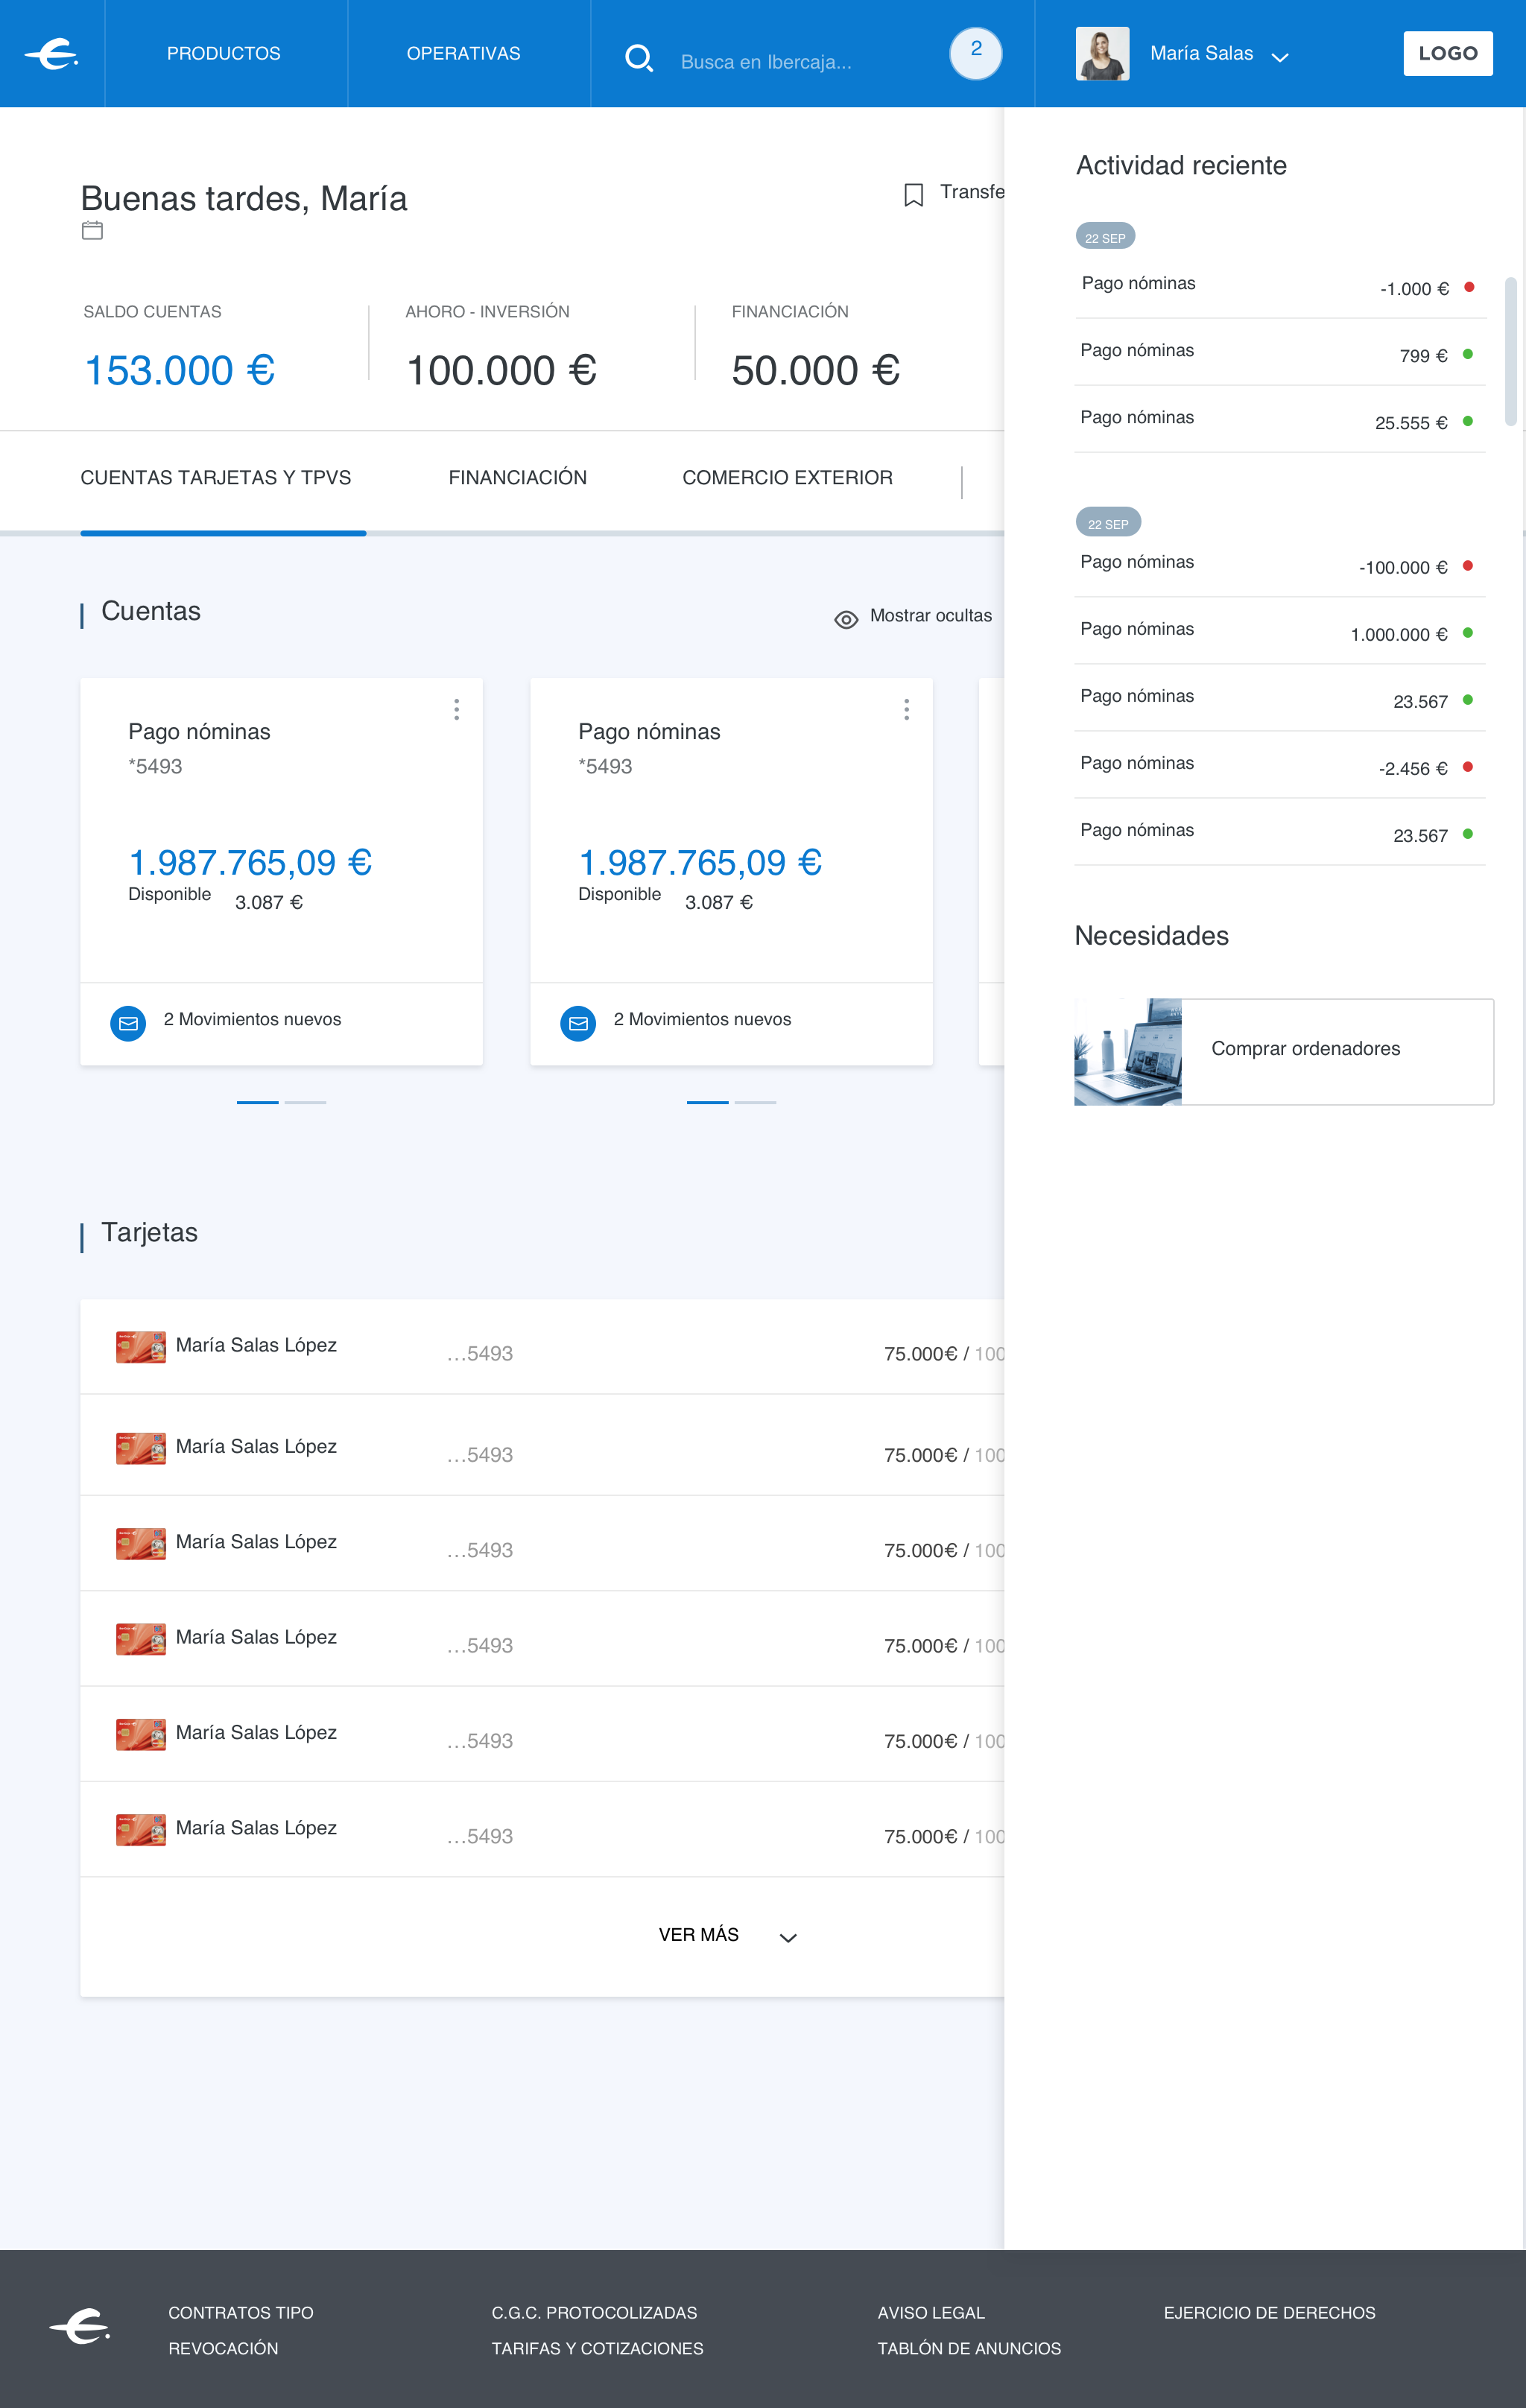 PRODUCTOS
OPERATIVAS
Busca en Ibercaja...
2
María Salas
LOGO
Buenas tardes, María
Transfe
SALDO CUENTAS
153.000 €
AHORO - INVERSIÓN
100.000 €
FINANCIACIÓN
50.000 €
CUENTAS TARJETAS Y TPVS
FINANCIACIÓN
COMERCIO EXTERIOR
Cuentas
Mostrar ocultas
Pago nóminas
*5493
1.987.765,09 €
Disponible 3.087 €
2 Movimientos nuevos
Pago nóminas
*5493
1.987.765,09 €
Disponible 3.087 €
2 Movimientos nuevos
Tarjetas
María Salas López ...5493 75.000€ / 100
María Salas López ...5493 75.000€ / 100
María Salas López ...5493 75.000€ / 100
María Salas López ...5493 75.000€ / 100
María Salas López ...5493 75.000€ / 100
María Salas López ...5493 75.000€ / 100
VER MÁS
Actividad reciente
22 SEP
Pago nóminas -1.000 €
Pago nóminas 799 €
Pago nóminas 25.555 €
22 SEP
Pago nóminas -100.000 €
Pago nóminas 1.000.000 €
Pago nóminas 23.567
Pago nóminas -2.456 €
Pago nóminas 23.567
Necesidades
Comprar ordenadores
CONTRATOS TIPO
REVOCACIÓN
C.G.C. PROTOCOLIZADAS
TARIFAS Y COTIZACIONES
AVISO LEGAL
TABLÓN DE ANUNCIOS
EJERCICIO DE DERECHOS